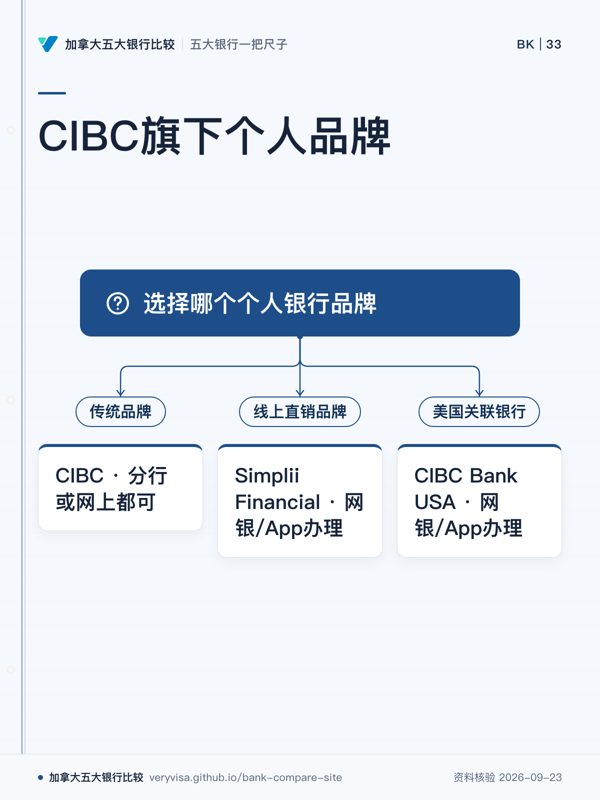 加拿大五大银行比较 五大银行一把尺子 BK | 33
CIBC旗下个人品牌
选择哪个个人银行品牌
传统品牌
线上直销品牌
美国关联银行
CIBC · 分行
或网上都可
Simplii
Financial · 网
银/App办理
CIBC Bank
USA · 网
银/App办理
加拿大五大银行比较 veryvisa.github.io/bank-compare-site 资料核验 2026-09-23